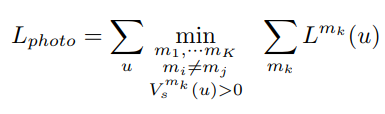 L_{photo} = \sum_{u} \min_{\substack{m_1, \cdots m_K \\ m_i \neq m_j \\ V_s^{m_k}(u) > 0}} \sum_{m_k} L^{m_k}(u)